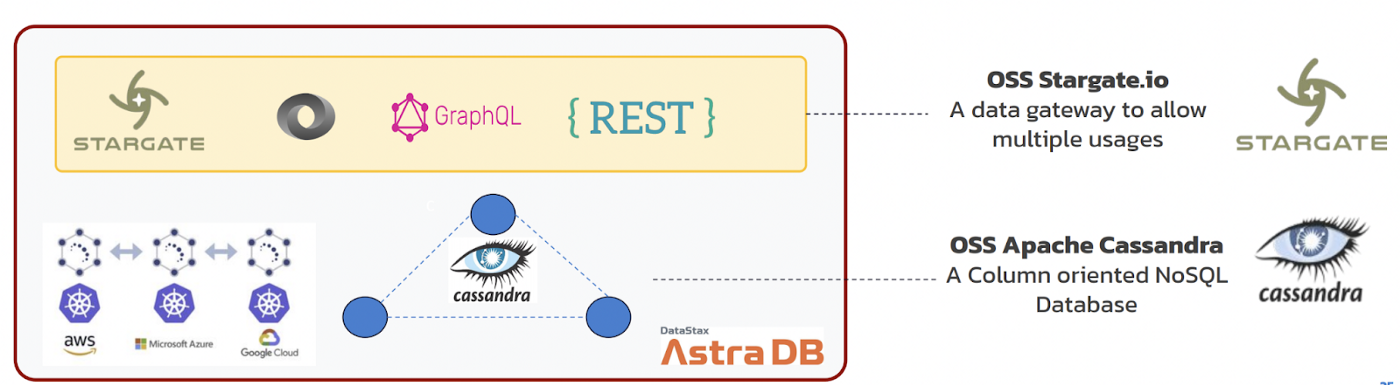 STARGATE
GraphQL
{ REST }
OSS Stargate.io
A data gateway to allow
multiple usages
STARGATE
aws
Microsoft Azure
Google Cloud
cassandra
DataStax
Astra DB
OSS Apache Cassandra
A Column oriented NoSQL
Database
cassandra